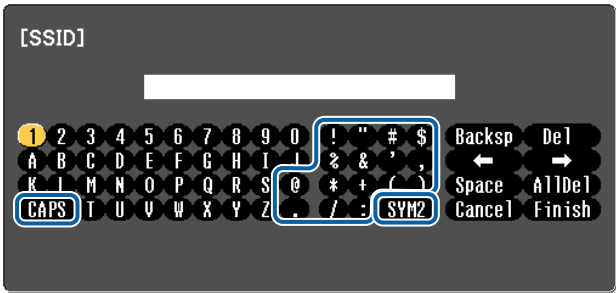 [SSID]
1 2 3 4 5 6 7 8 9 0 ! " # $ Backsp Del
A B C D E F G H I J % & ' , ← →
K L M N O P Q R S @ * + ( ) Space AllDel
CAPS T U V W X Y Z . / : SYM2 Cancel Finish